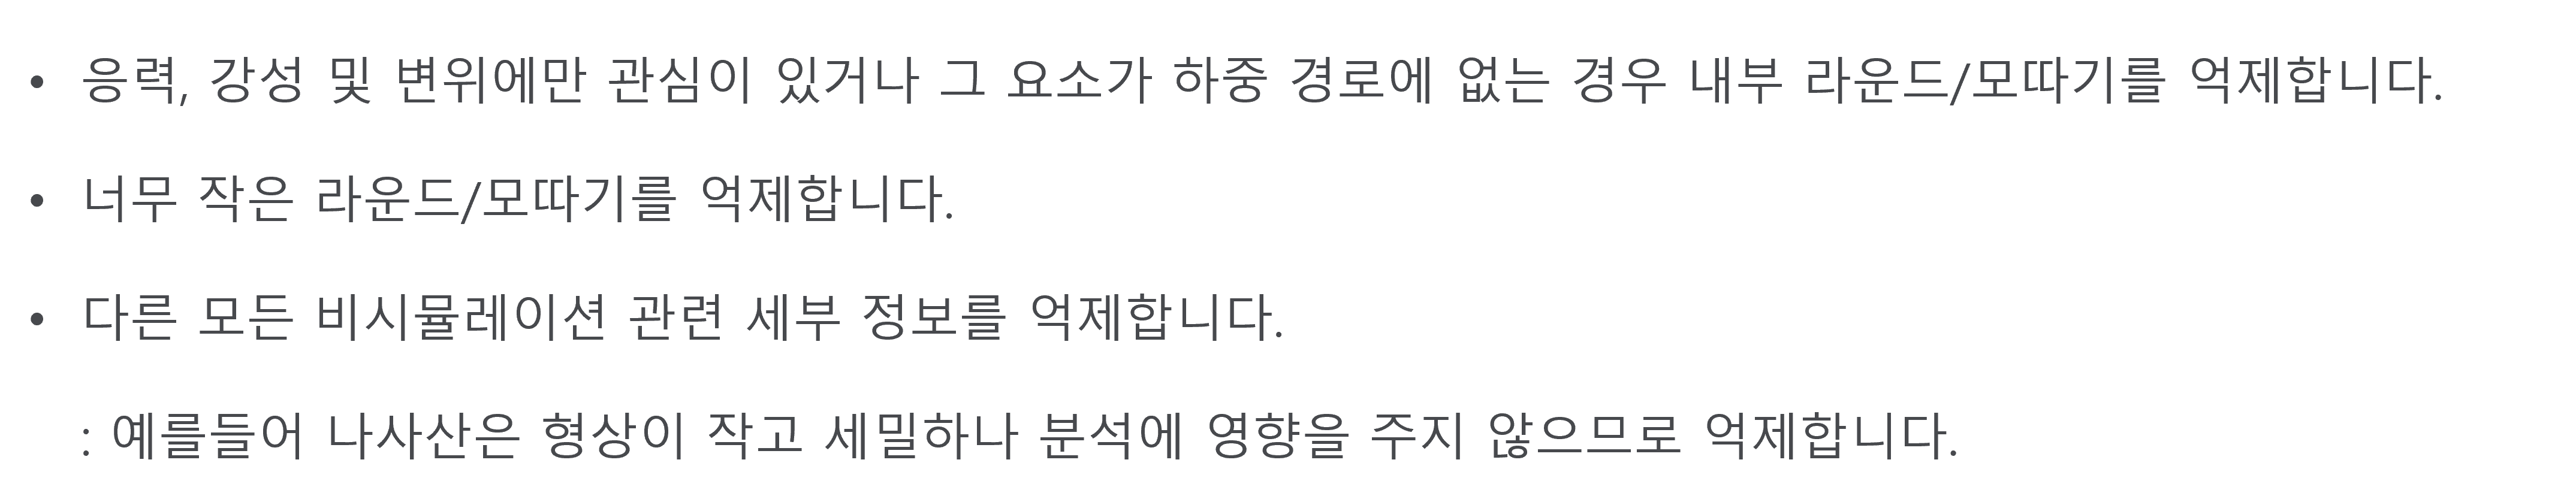 • 응력, 강성 및 변위에만 관심이 있거나 그 요소가 하중 경로에 없는 경우 내부 라운드/모따기를 억제합니다.
• 너무 작은 라운드/모따기를 억제합니다.
• 다른 모든 비시뮬레이션 관련 세부 정보를 억제합니다.
: 예를들어 나사산은 형상이 작고 세밀하나 분석에 영향을 주지 않으므로 억제합니다.